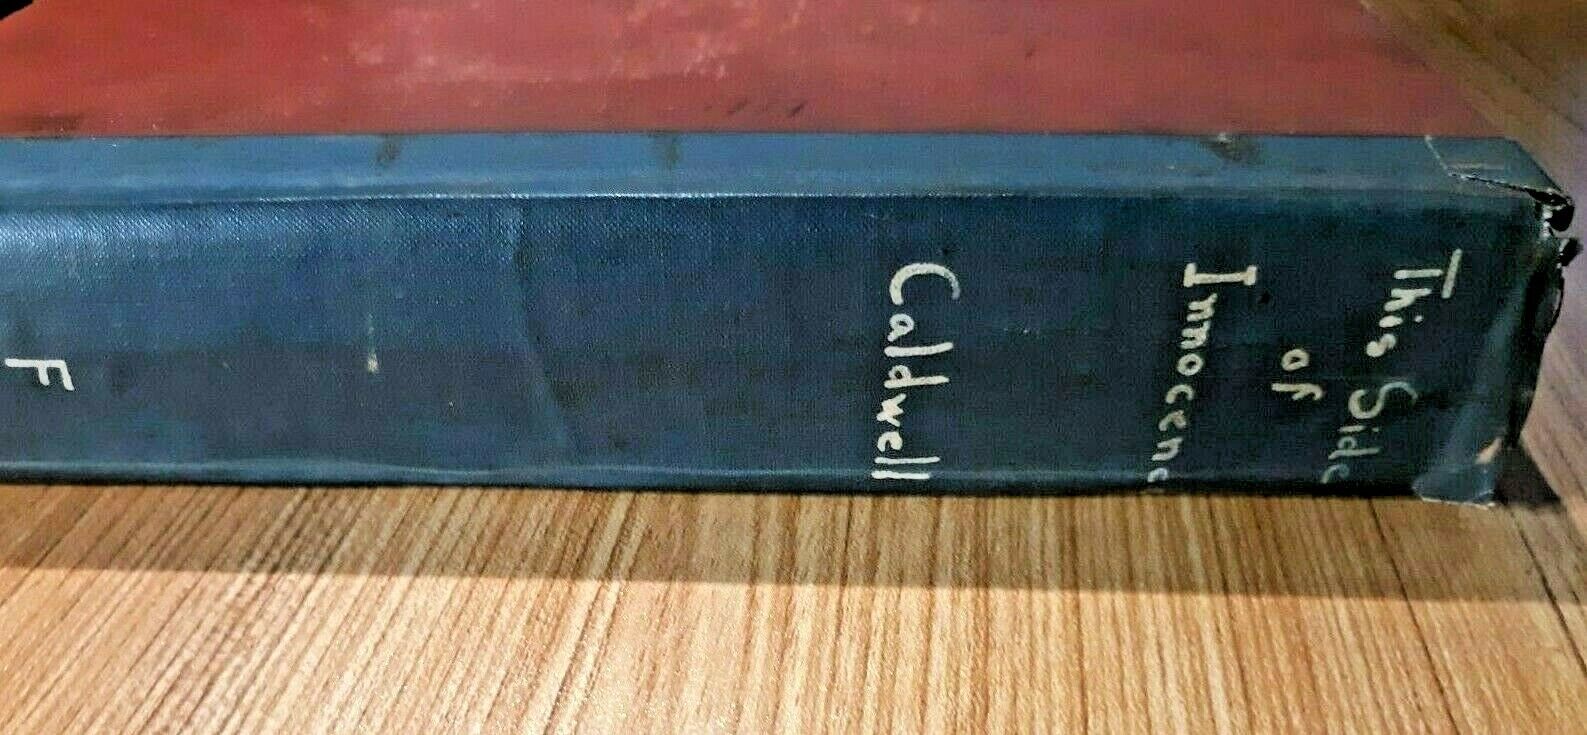 This Side
of
Innocenc
Caldwell
F